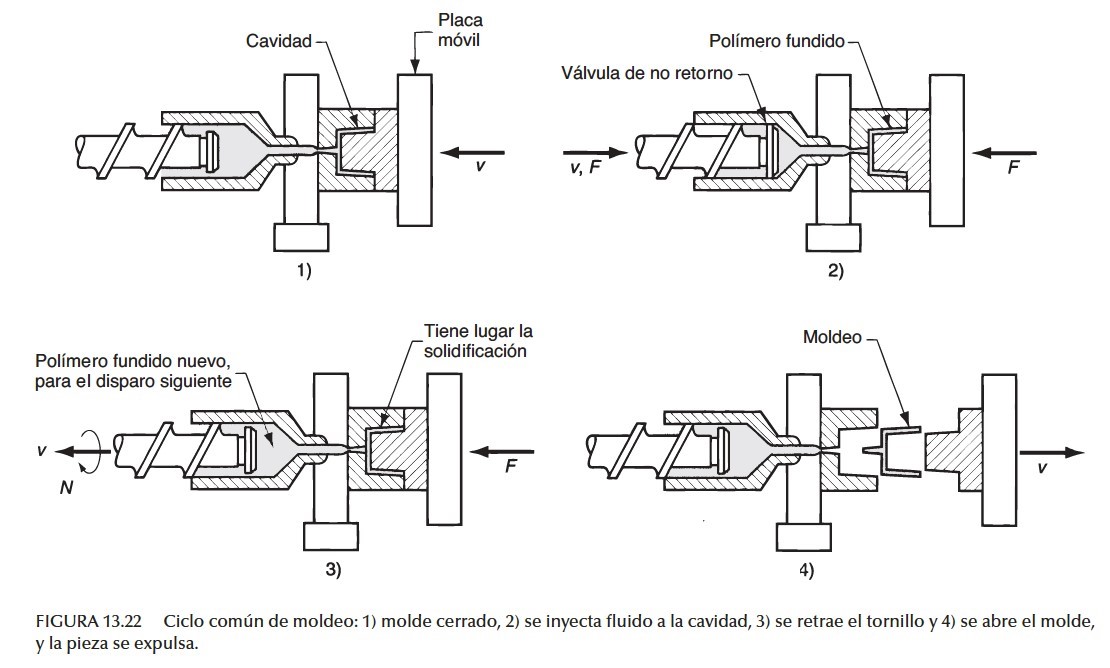 Placa
móvil
Cavidad
v
1)
Polímero fundido
Válvula de no retorno
v, F
F
2)
Tiene lugar la
solidificación
Polímero fundido nuevo,
para el disparo siguiente
v
N
F
3)
Moldeo
v
4)
FIGURA 13.22 Ciclo común de moldeo: 1) molde cerrado, 2) se inyecta fluido a la cavidad, 3) se retrae el tornillo y 4) se abre el molde,
y la pieza se expulsa.